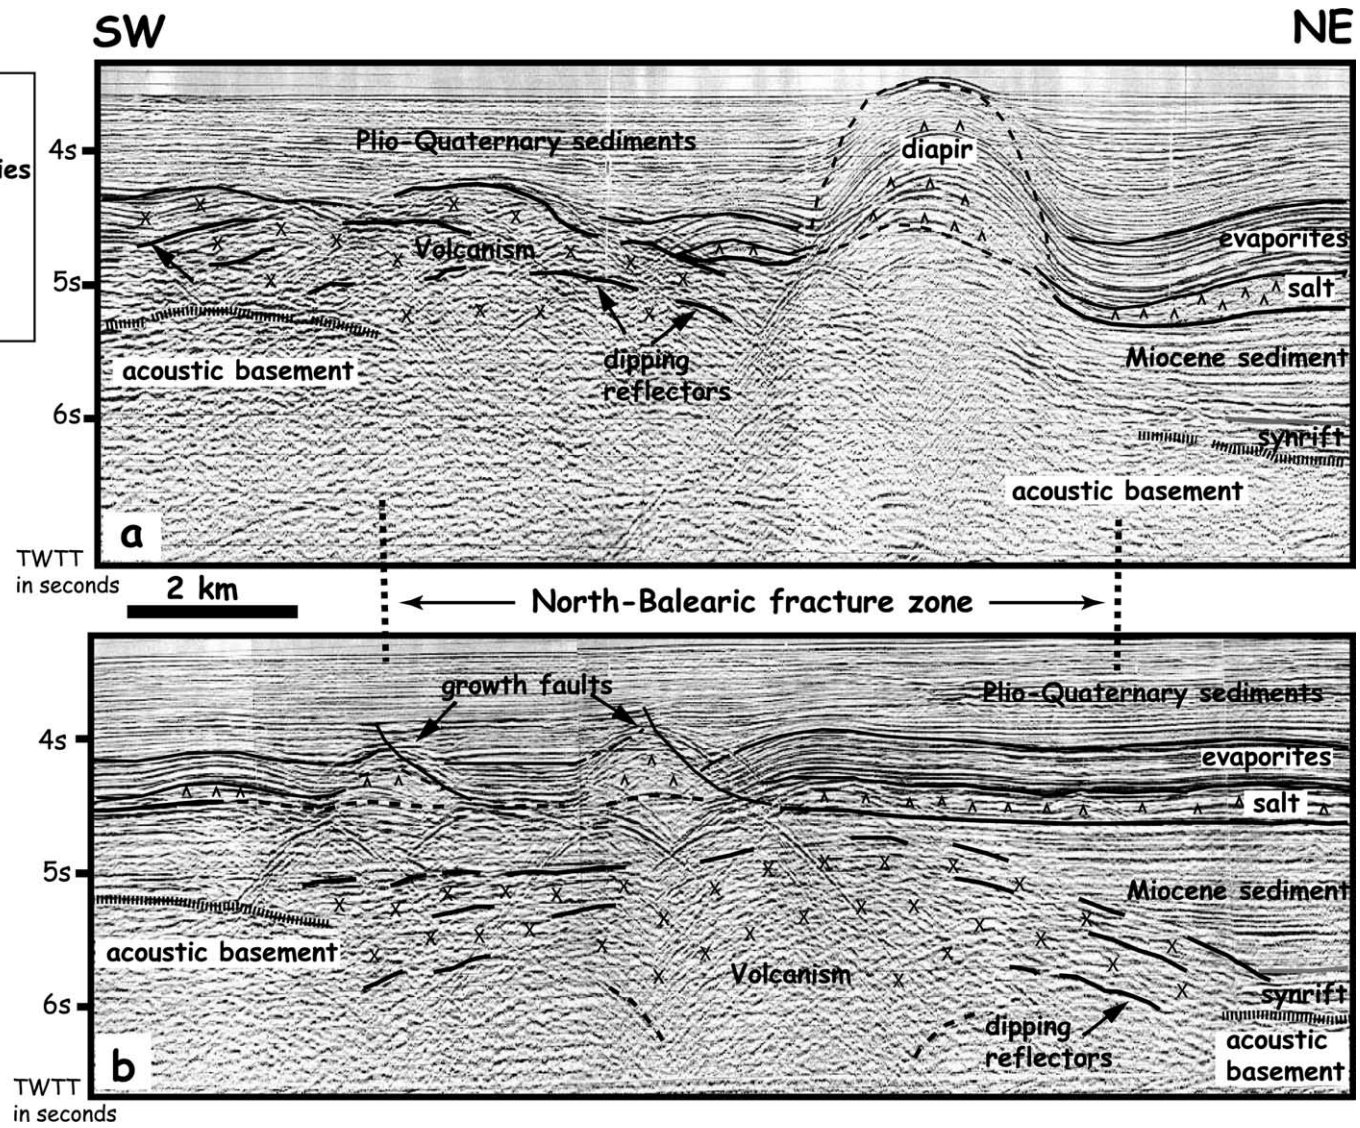 SW
NE
ies
4s
Plio-Quaternary sediments
diapir
Volcanism
evaporites
5s
salt
dipping
reflectors
Miocene sediment
acoustic basement
6s
synrift
acoustic basement
a
TWTT
in seconds
2 km
North-Balearic fracture zone
growth faults
Plio-Quaternary sediments
4s
evaporites
salt
5s
Miocene sediment
acoustic basement
Volcanism
6s
synrift
dipping
reflectors
acoustic
basement
b
TWTT
in seconds